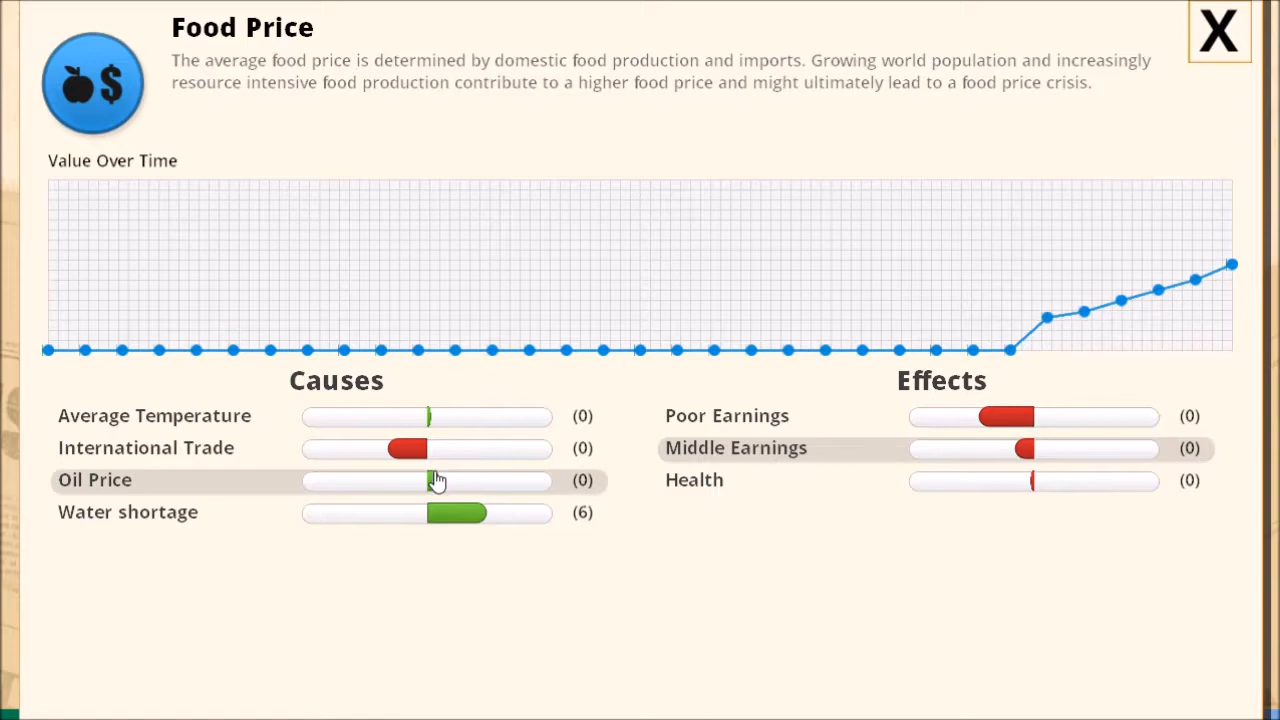 Food Price
X
The average food price is determined by domestic food production and imports. Growing world population and increasingly
resource intensive food production contribute to a higher food price and might ultimately lead to a food price crisis.
$
Value Over Time
Causes
Average Temperature (0)
International Trade (0)
Oil Price (0)
Water shortage (6)
Effects
Poor Earnings (0)
Middle Earnings (0)
Health (0)